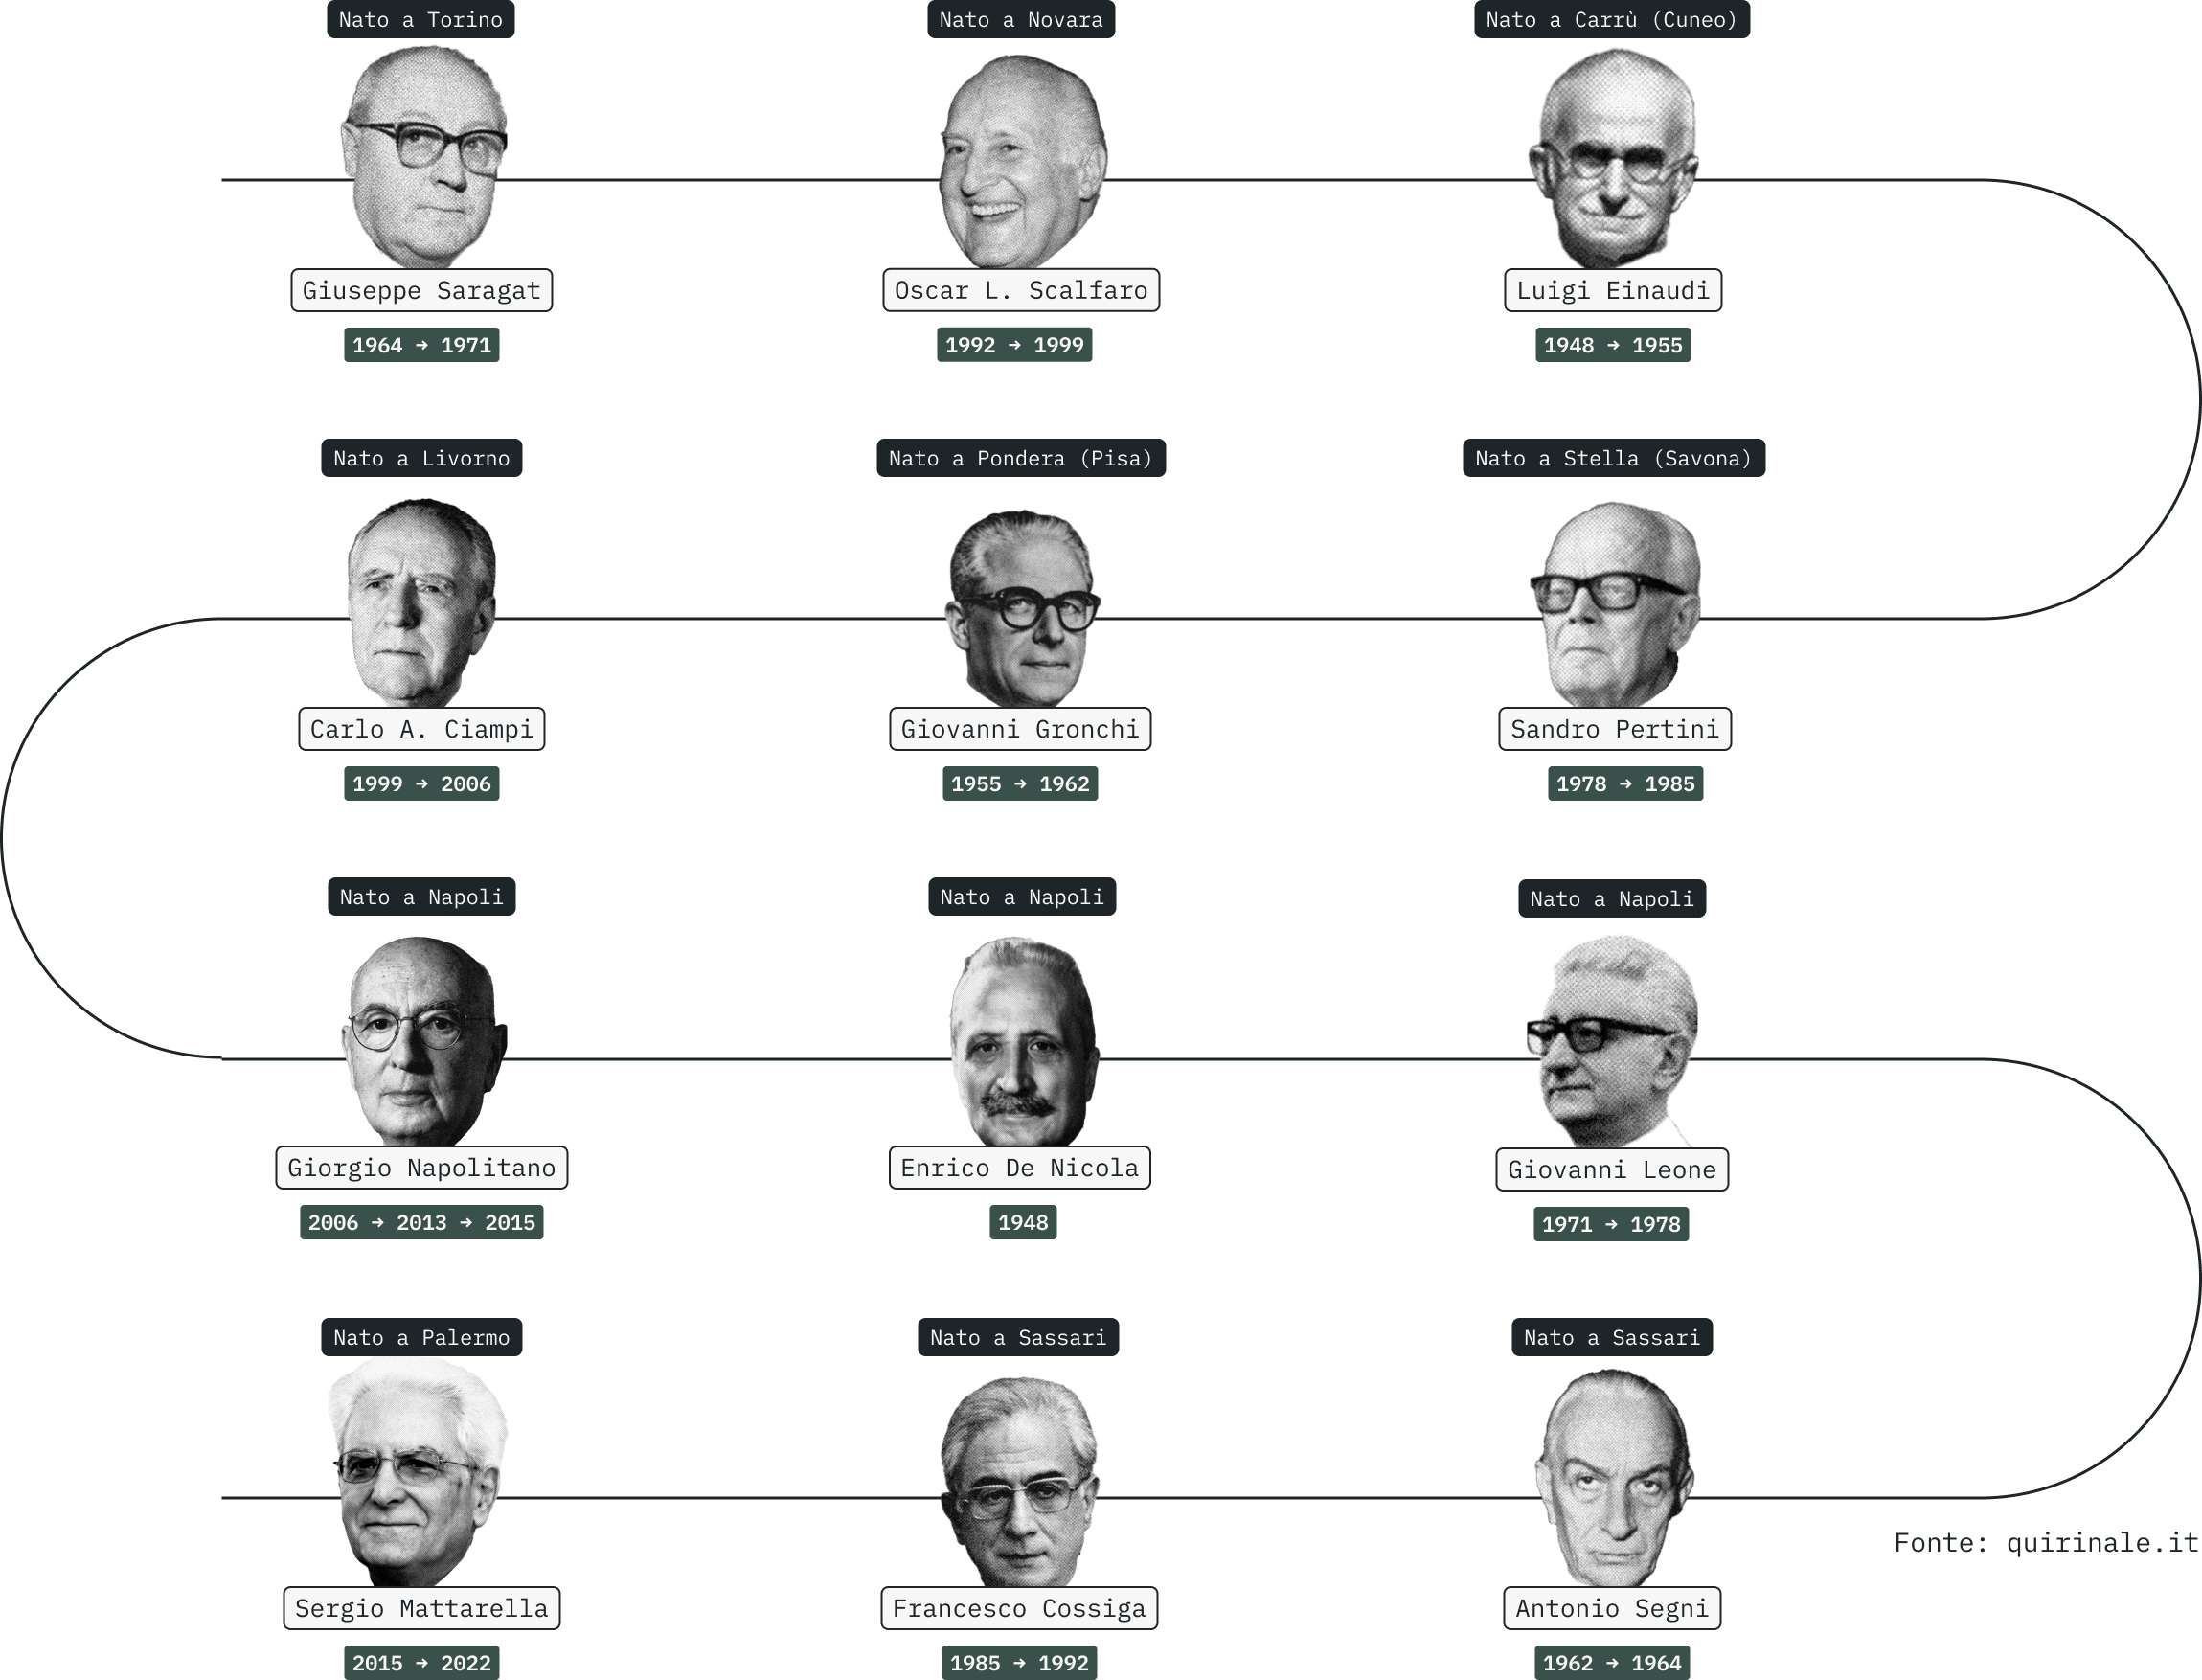 Nato a Torino
Giuseppe Saragat
1964 → 1971
Nato a Novara
Oscar L. Scalfaro
1992 → 1999
Nato a Carrù (Cuneo)
Luigi Einaudi
1948 → 1955
Nato a Livorno
Carlo A. Ciampi
1999 → 2006
Nato a Pondera (Pisa)
Giovanni Gronchi
1955 → 1962
Nato a Stella (Savona)
Sandro Pertini
1978 → 1985
Nato a Napoli
Giorgio Napolitano
2006 → 2013 → 2015
Nato a Napoli
Enrico De Nicola
1948
Nato a Napoli
Giovanni Leone
1971 → 1978
Nato a Palermo
Sergio Mattarella
2015 → 2022
Nato a Sassari
Francesco Cossiga
1985 → 1992
Nato a Sassari
Antonio Segni
1962 → 1964
Fonte: quirinale.it